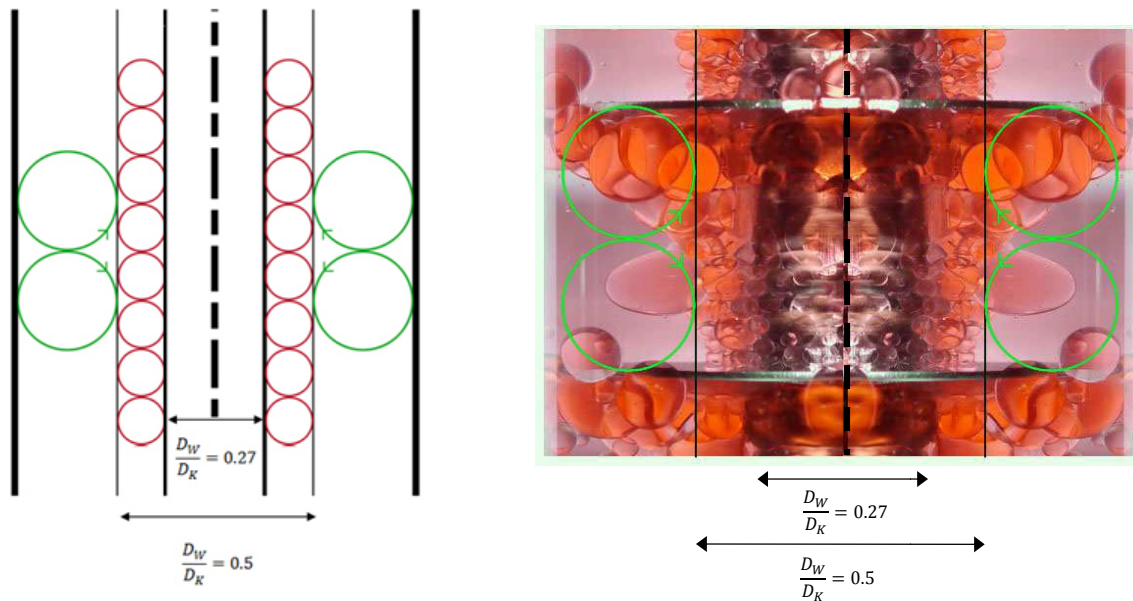 D_W
D_K = 0.27
D_W
D_K = 0.5
D_W
D_K = 0.27
D_W
D_K = 0.5